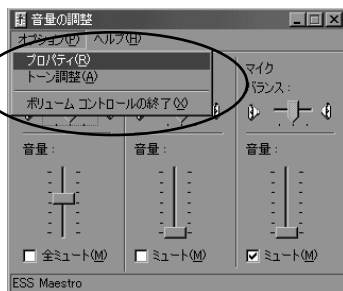 音量の調整
オプション(P) ヘルプ(H)
プロパティ(R)
トーン調整(A)
ボリューム コントロールの終了(X)
マイク
バランス:
音量:
音量:
音量:
全ミュート(M)
ミュート(M)
ミュート(M)
ESS Maestro